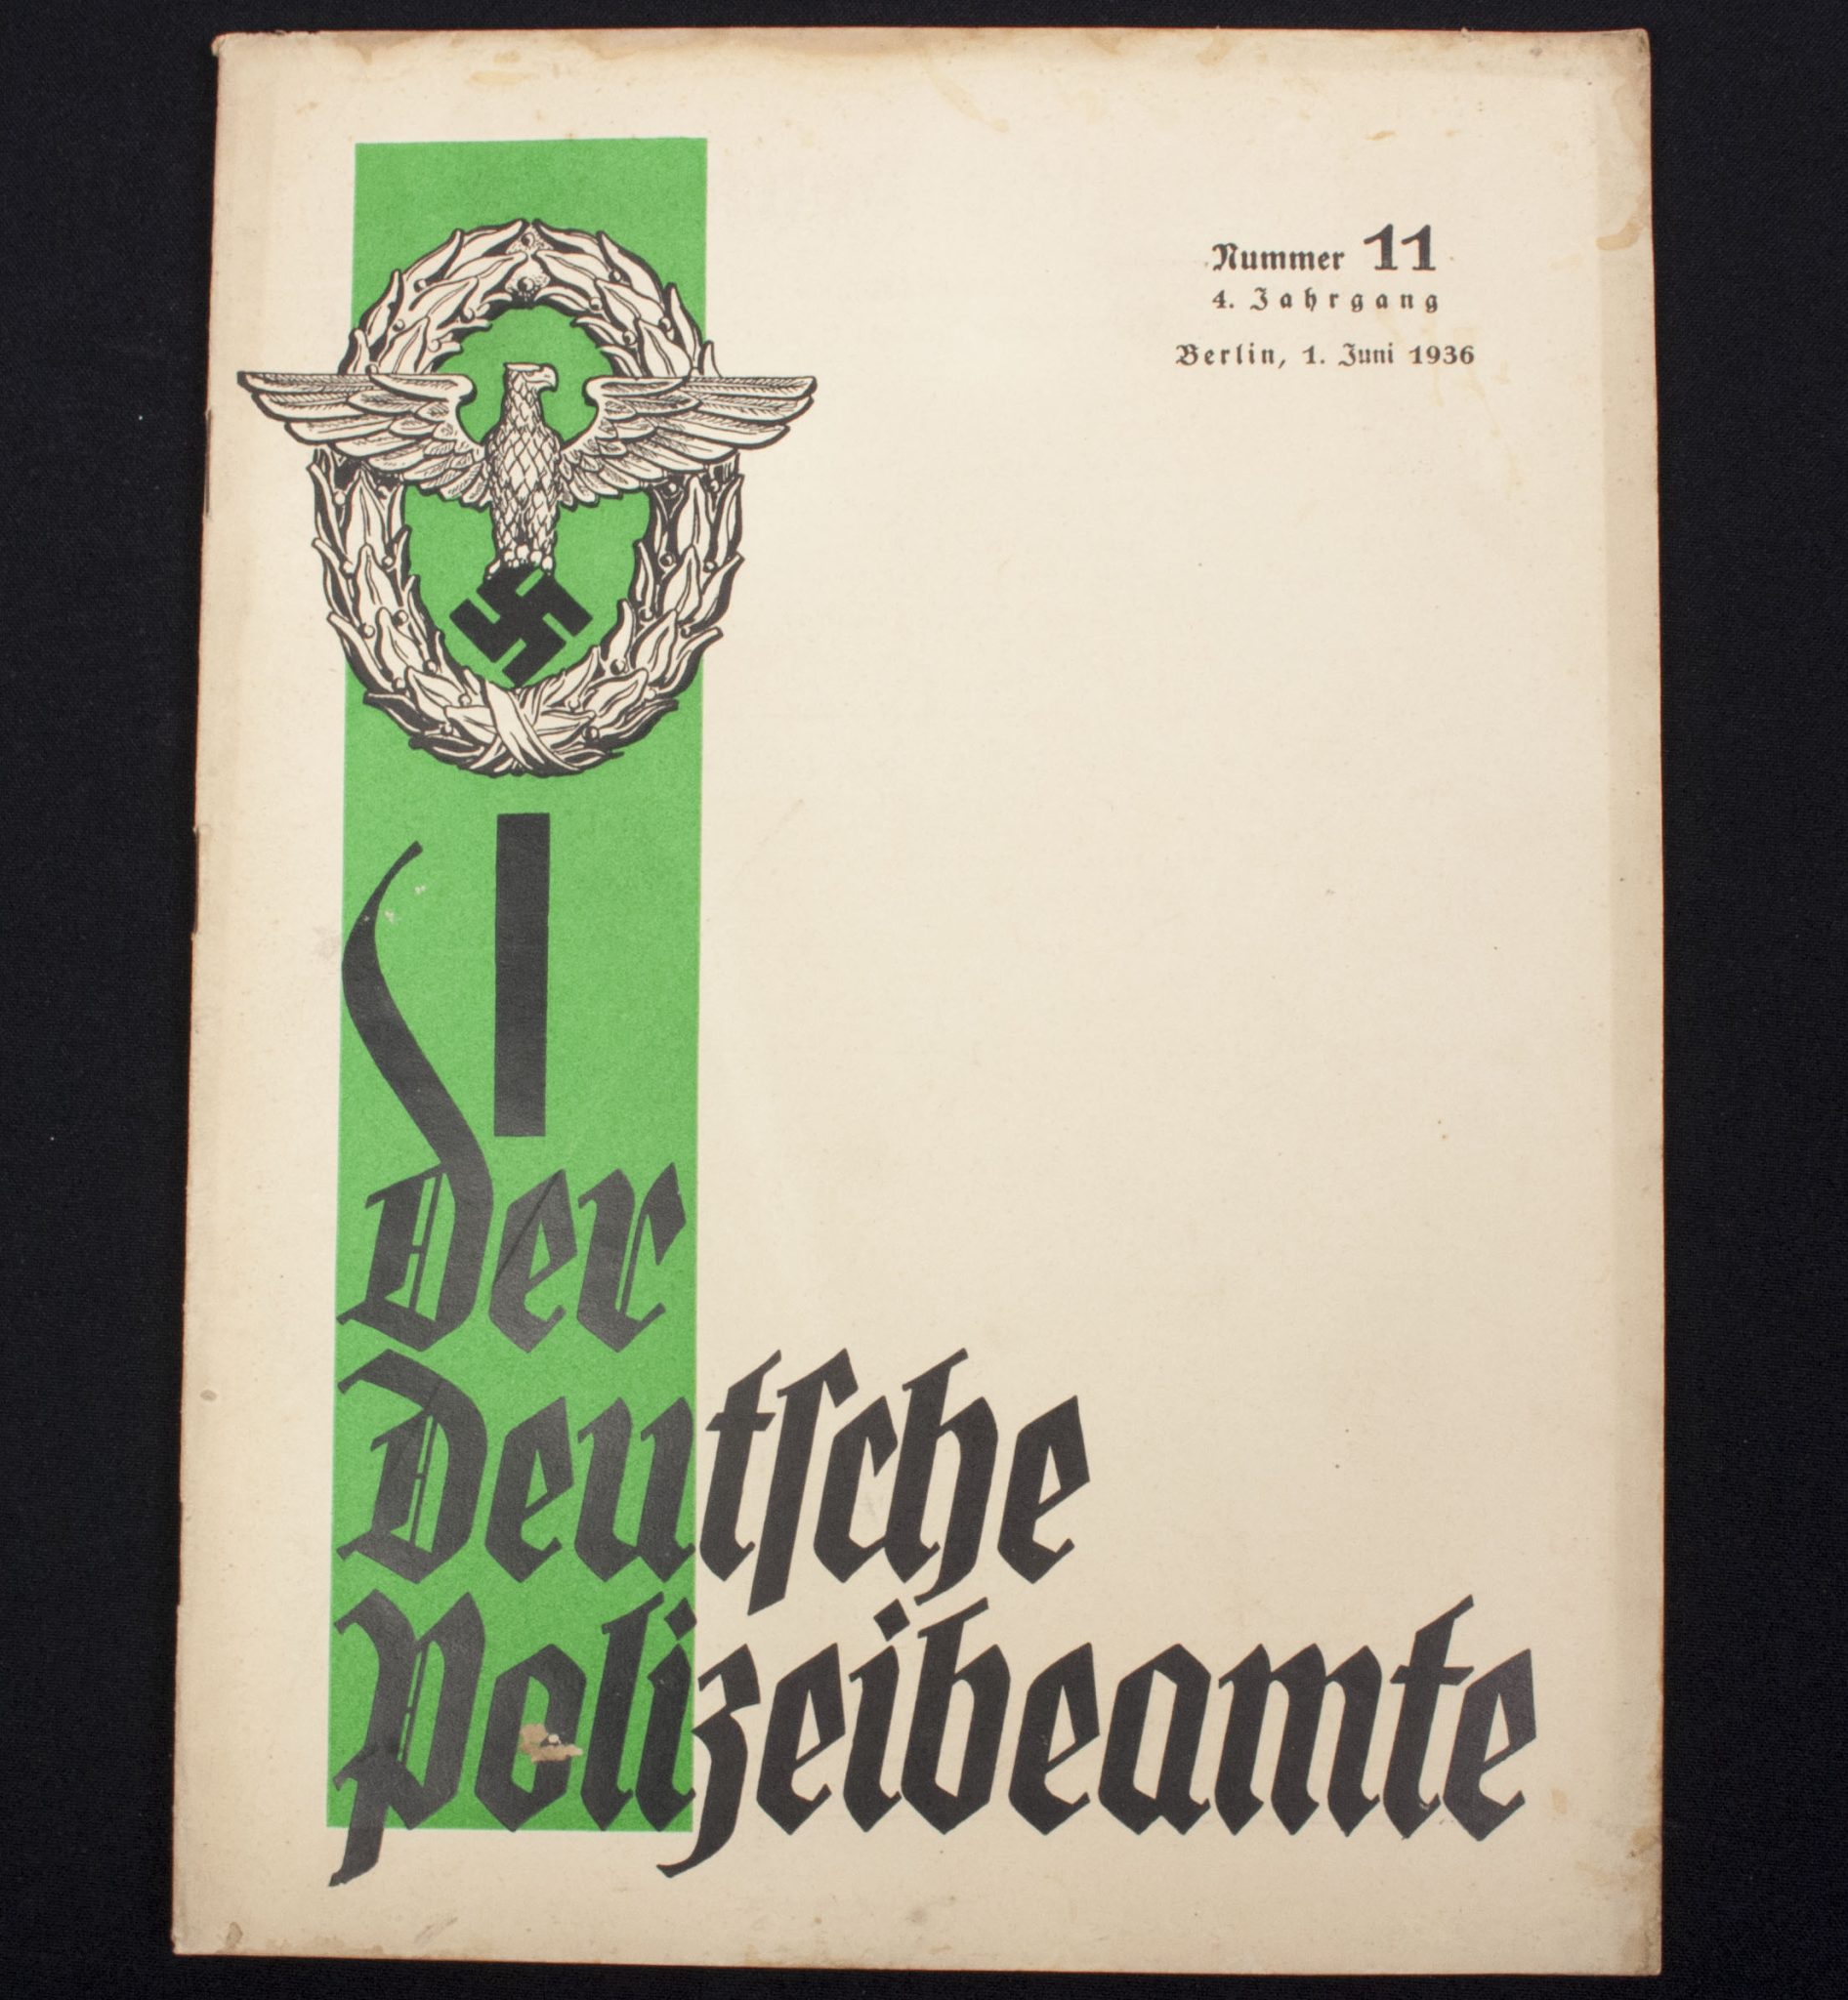 Nummer 11
4. Jahrgang
Berlin, 1. Juni 1936
Der
Deutsche
Polizeibeamte